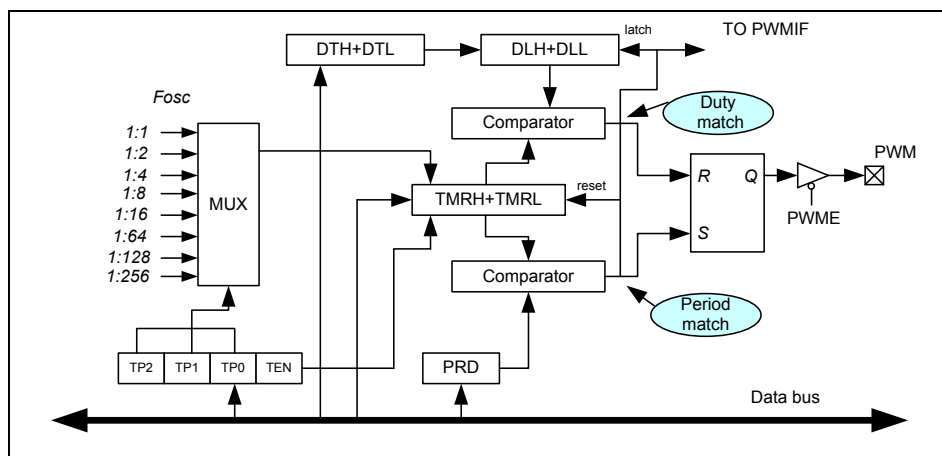 latch
TO PWMIF
DTH+DTL
DLH+DLL
Fosc
Duty
match
1:1
Comparator
1:2
PWM
1:4
R
Q
1:8
MUX
TMRH+TMRL
reset
1:16
PWME
1:64
S
1:128
Comparator
1:256
Period
match
TP2
TP1
TP0
TEN
PRD
Data bus